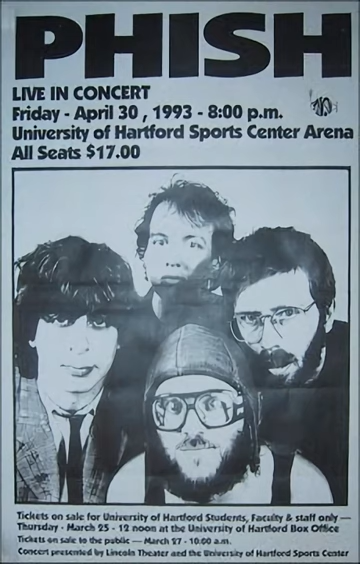 PHISH
LIVE IN CONCERT
Friday - April 30 , 1993 - 8:00 p.m.
University of Hartford Sports Center Arena
All Seats $17.00
Tickets on sale for University of Hartford Students, Faculty & staff only —
Thursday - March 25 - 12 noon at the University of Hartford Box Office
Tickets on sale to the public — March 27 - 10:00 a.m.
Concert presented by Lincoln Theater and the University of Hartford Sports Center